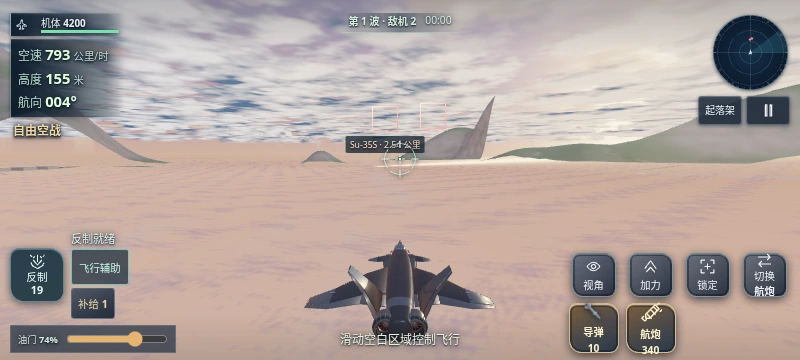 机体 4200
第 1 波 · 敌机 2 00:00
空速 793 公里/时
高度 155 米
航向 004°
自由空战
起落架
Su-35S · 2.54 公里
反制就绪
反制
19
飞行辅助
补给 1
油门 74%
滑动空白区域控制飞行
视角
加力
锁定
切换
航炮
导弹
10
航炮
340